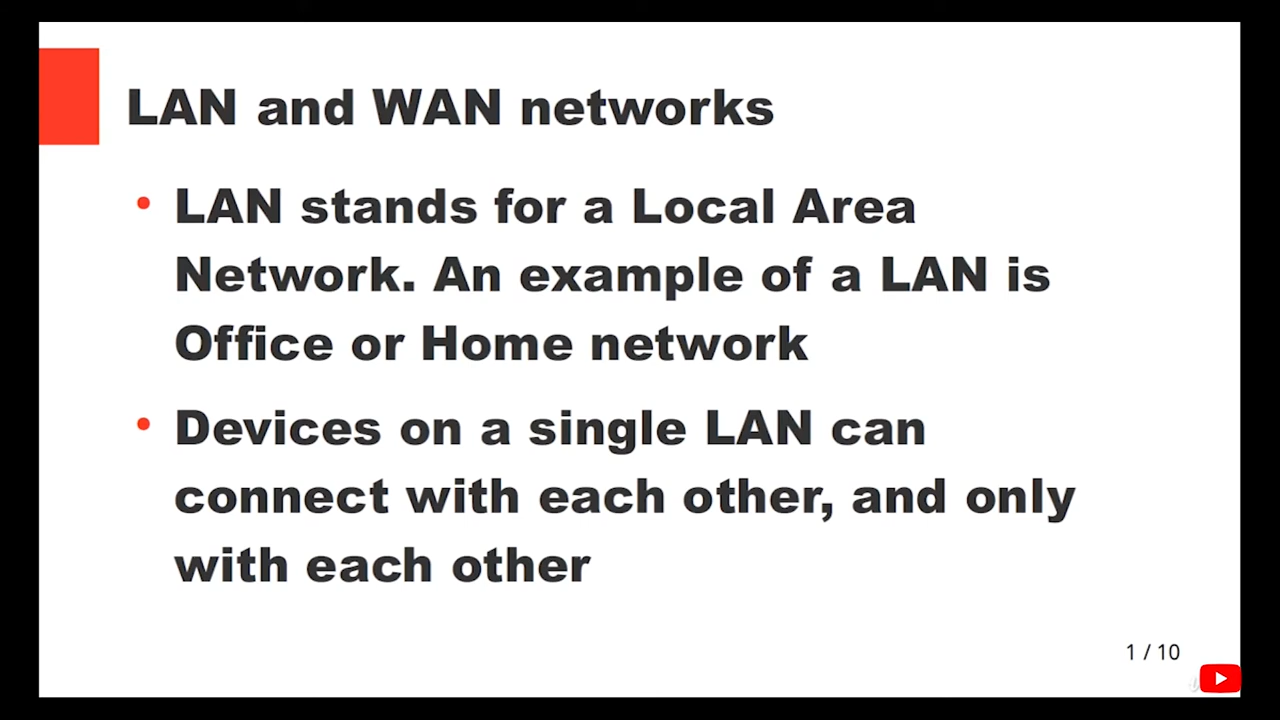 LAN and WAN networks
• LAN stands for a Local Area
Network. An example of a LAN is
Office or Home network
• Devices on a single LAN can
connect with each other, and only
with each other
1 / 10